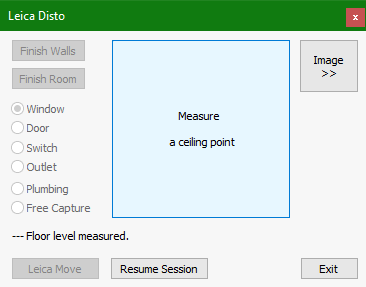 Leica Disto
x
Finish Walls
Finish Room
Window
Door
Switch
Outlet
Plumbing
Free Capture
Measure
a ceiling point
Image
>>
--- Floor level measured.
Leica Move
Resume Session
Exit